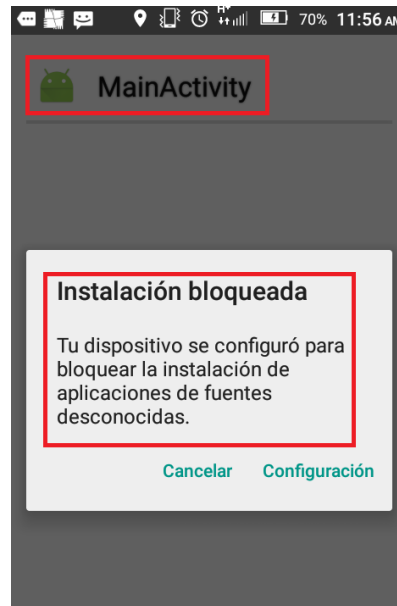 H+
70% 11:56 AM
MainActivity
Instalación bloqueada
Tu dispositivo se configuró para
bloquear la instalación de
aplicaciones de fuentes
desconocidas.
Cancelar Configuración